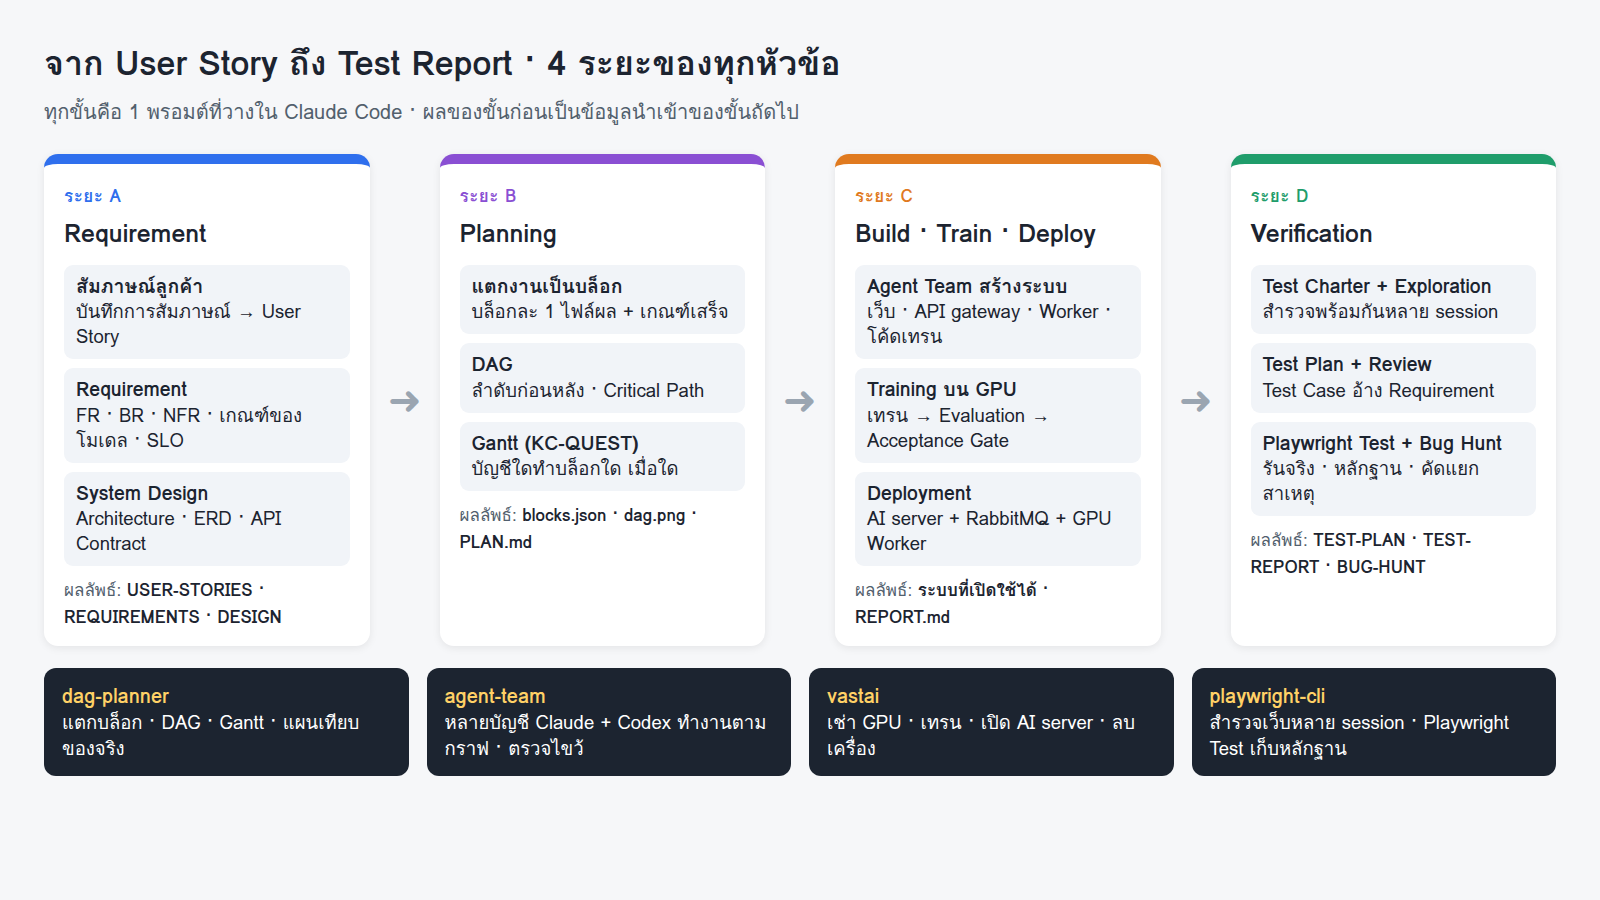 จาก User Story ถึง Test Report · 4 ระยะของทุกหัวข้อ
ทุกขั้นคือ 1 พรอมต์ที่วางใน Claude Code · ผลของขั้นก่อนเป็นข้อมูลนำเข้าของขั้นถัดไป
ระยะ A
Requirement
สัมภาษณ์ลูกค้า
บันทึกการสัมภาษณ์ → User
Story
Requirement
FR · BR · NFR · เกณฑ์ของ
โมเดล · SLO
System Design
Architecture · ERD · API
Contract
ผลลัพธ์: USER-STORIES ·
REQUIREMENTS · DESIGN
➜
ระยะ B
Planning
แตกงานเป็นบล็อก
บล็อกละ 1 ไฟล์ผล + เกณฑ์เสร็จ
DAG
ลำดับก่อนหลัง · Critical Path
Gantt (KC-QUEST)
บัญชีใดทำบล็อกใด เมื่อใด
ผลลัพธ์: blocks.json · dag.png ·
PLAN.md
➜
ระยะ C
Build · Train · Deploy
Agent Team สร้างระบบ
เว็บ · API gateway · Worker ·
โค้ดเทรน
Training บน GPU
เทรน → Evaluation →
Acceptance Gate
Deployment
AI server + RabbitMQ + GPU
Worker
ผลลัพธ์: ระบบที่เปิดใช้ได้ ·
REPORT.md
➜
ระยะ D
Verification
Test Charter + Exploration
สำรวจพร้อมกันหลาย session
Test Plan + Review
Test Case อ้าง Requirement
Playwright Test + Bug Hunt
รันจริง · หลักฐาน · คัดแยก
สาเหตุ
ผลลัพธ์: TEST-PLAN · TEST-
REPORT · BUG-HUNT
dag-planner
แตกบล็อก · DAG · Gantt · แผนเทียบ
ของจริง
agent-team
หลายบัญชี Claude + Codex ทำงานตาม
กราฟ · ตรวจไขว้
vastai
เช่า GPU · เทรน · เปิด AI server · ลบ
เครื่อง
playwright-cli
สำรวจเว็บหลาย session · Playwright
Test เก็บหลักฐาน